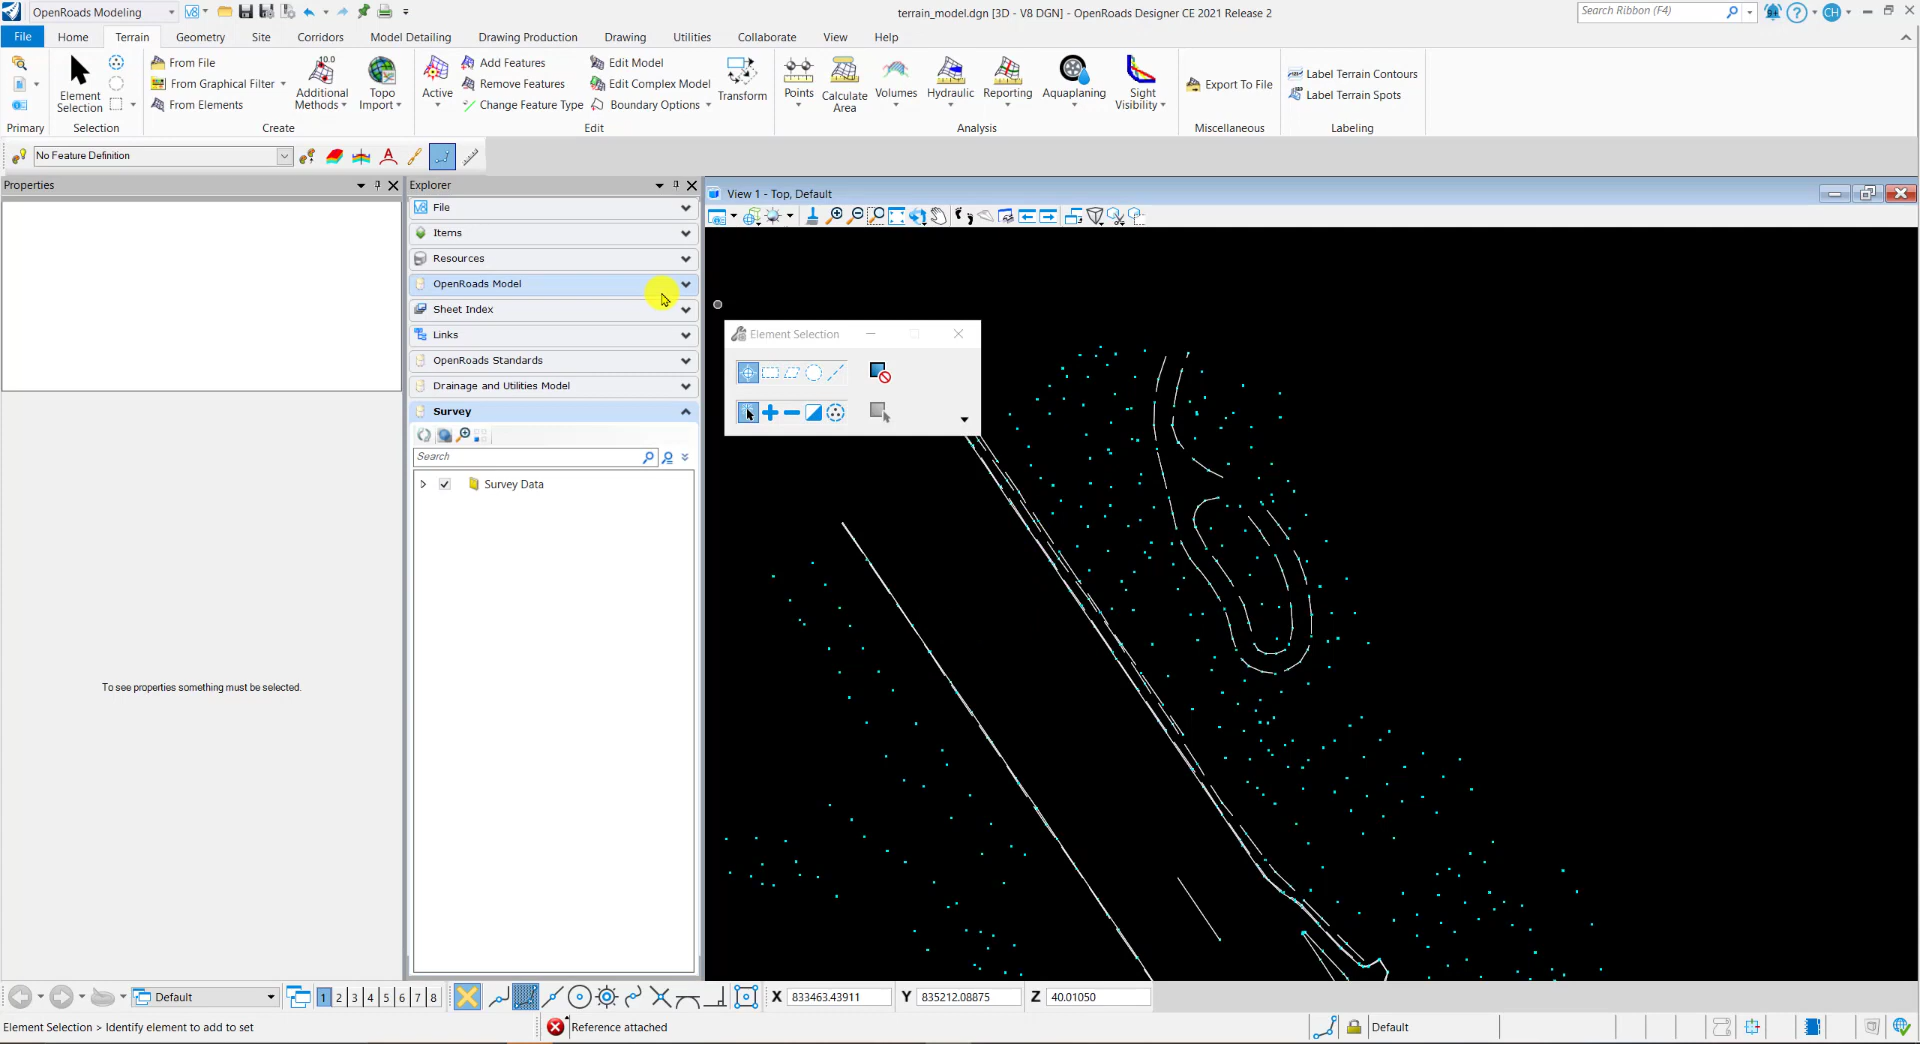 OpenRoads Modeling
terrain_model.dgn [3D - V8 DGN] - OpenRoads Designer CE 2021 Release 2
Search Ribbon (F4)
CH
File
Home
Terrain
Geometry
Site
Corridors
Model Detailing
Drawing Production
Drawing
Utilities
Collaborate
View
Help
Element Selection
From File
From Graphical Filter
From Elements
Additional Methods
Topo Import
Active
Add Features
Remove Features
Change Feature Type
Edit Model
Edit Complex Model
Boundary Options
Transform
Points
Calculate Area
Volumes
Hydraulic
Reporting
Aquaplaning
Sight Visibility
Export To File
Label Terrain Contours
Label Terrain Spots
Primary
Selection
Create
Edit
Analysis
Miscellaneous
Labeling
No Feature Definition
Properties
To see properties something must be selected.
Explorer
File
Items
Resources
OpenRoads Model
Sheet Index
Links
OpenRoads Standards
Drainage and Utilities Model
Survey
Search
Survey Data
View 1 - Top, Default
Element Selection
Default
1 2 3 4 5 6 7 8
X 833463.43911
Y 835212.08875
Z 40.01050
Element Selection > Identify element to add to set
Reference attached
Default